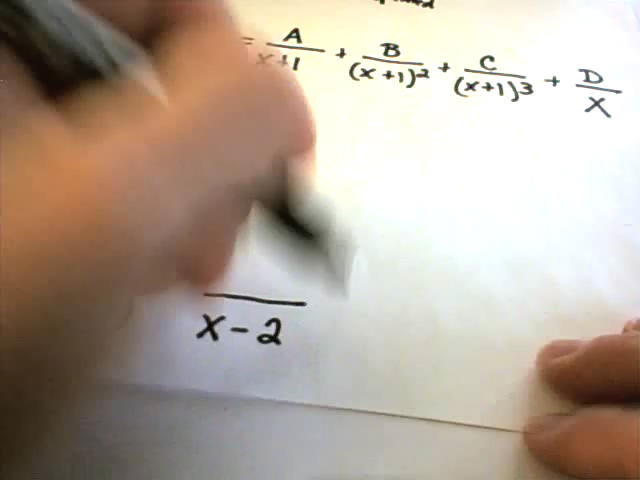 = A/(x+1) + B/(x+1)² + C/(x+1)³ + D/x
x-2